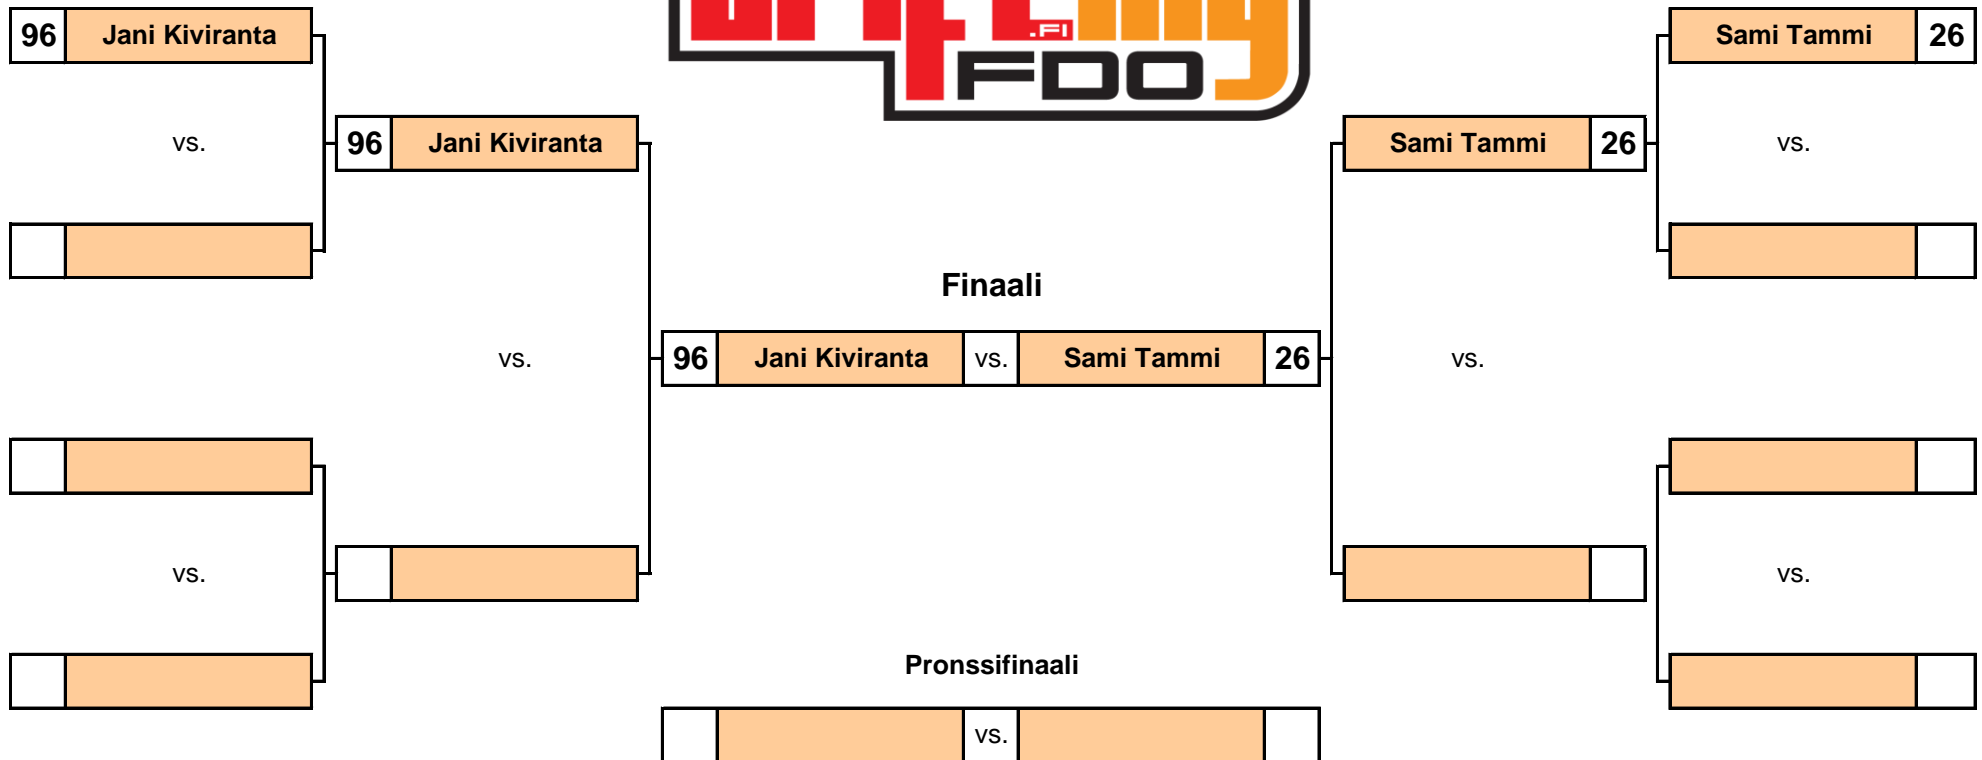 .FI
FDO
96 Jani Kiviranta
Sami Tammi 26
vs.
96 Jani Kiviranta
Sami Tammi 26
vs.
Finaali
vs.
96 Jani Kiviranta vs. Sami Tammi 26
vs.
vs.
vs.
Pronssifinaali
vs.